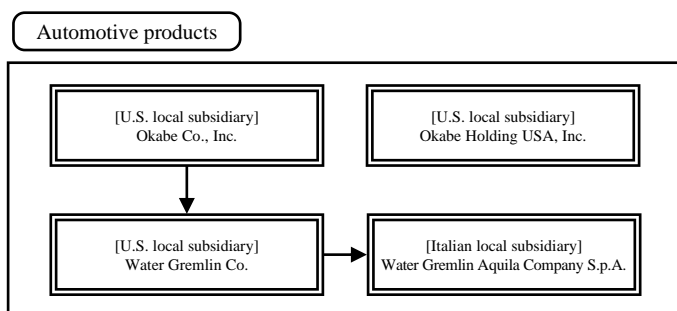 Automotive products
[U.S. local subsidiary]
Okabe Co., Inc.
[U.S. local subsidiary]
Okabe Holding USA, Inc.
[U.S. local subsidiary]
Water Gremlin Co.
[Italian local subsidiary]
Water Gremlin Aquila Company S.p.A.